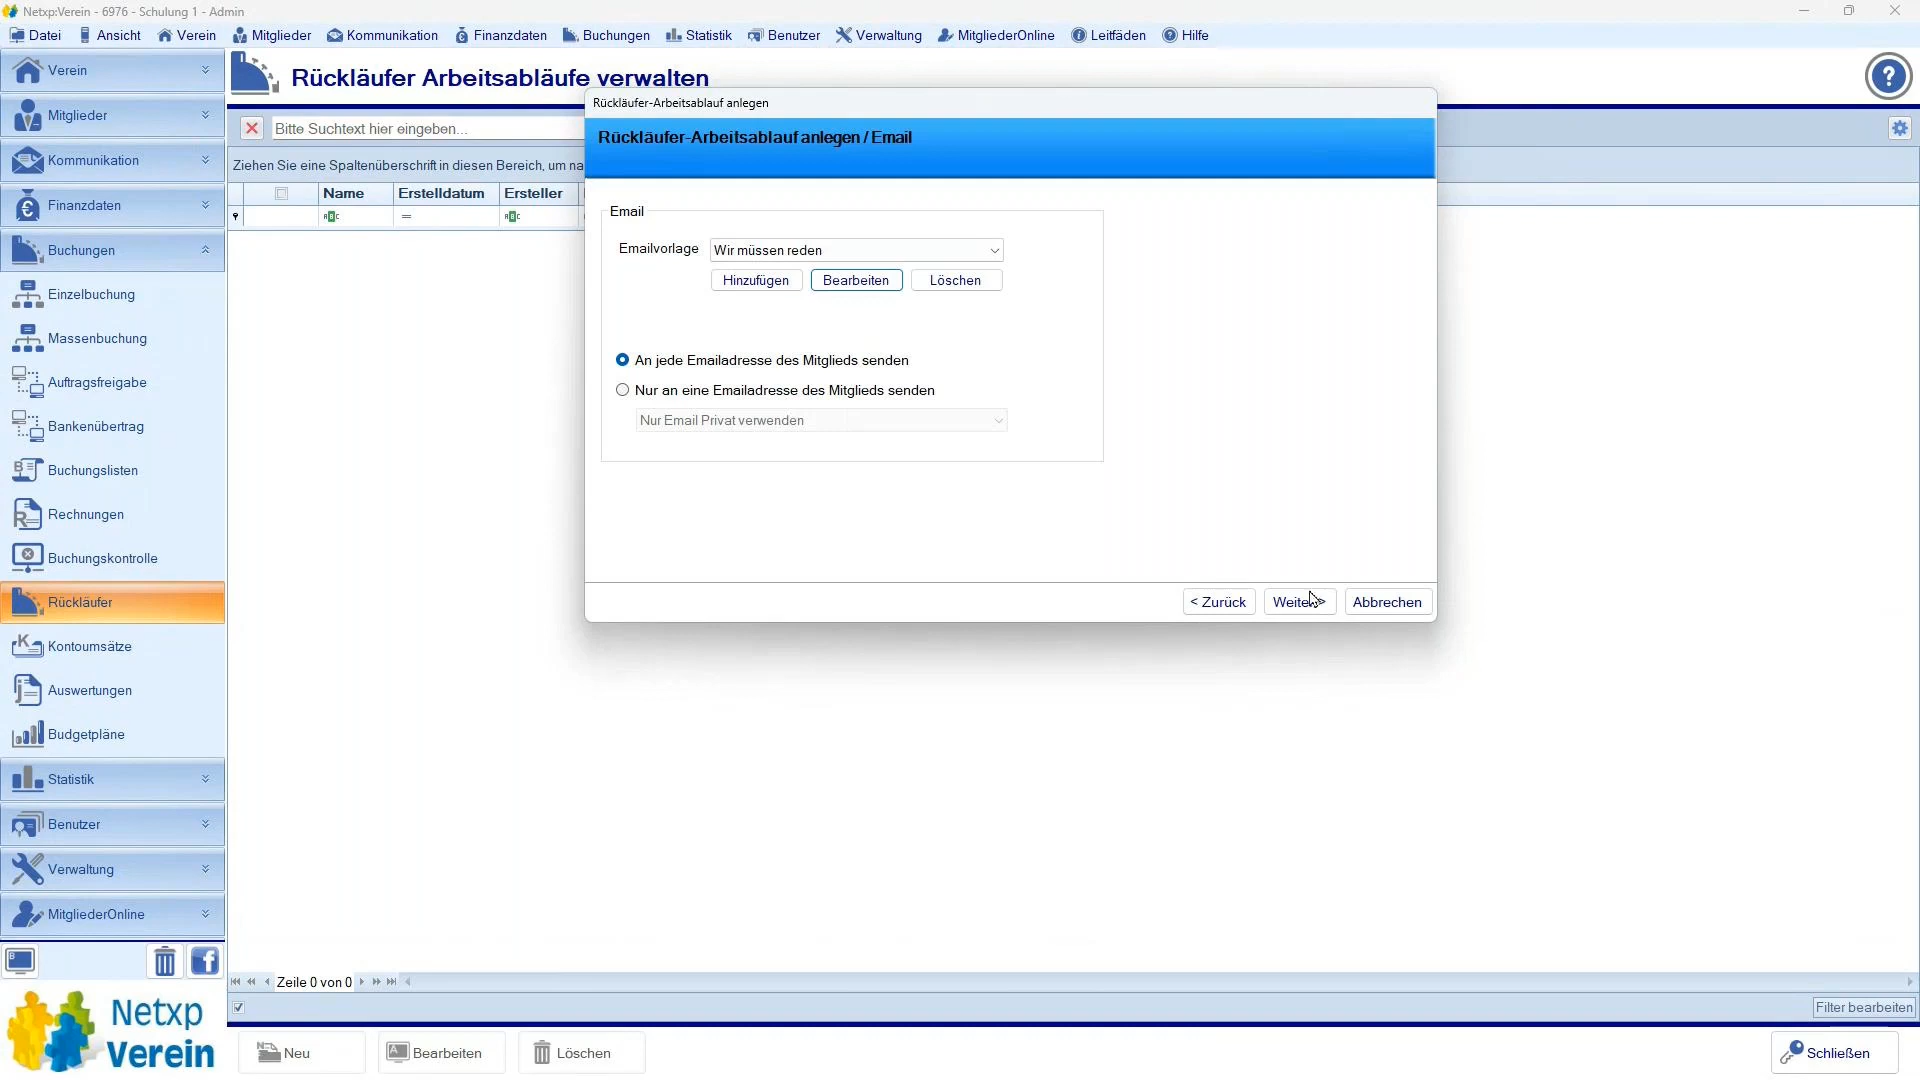 Netxp:Verein - 6976 - Schulung 1 - Admin
Datei Ansicht Verein Mitglieder Kommunikation Finanzdaten Buchungen Statistik Benutzer Verwaltung MitgliederOnline Leitfäden Hilfe
Verein
Mitglieder
Kommunikation
Finanzdaten
Buchungen
Einzelbuchung
Massenbuchung
Auftragsfreigabe
Bankenübertrag
Buchungslisten
Rechnungen
Buchungskontrolle
Rückläufer
Kontoumsätze
Auswertungen
Budgetpläne
Statistik
Benutzer
Verwaltung
MitgliederOnline
Netxp
Verein
Rückläufer Arbeitsabläufe verwalten
Bitte Suchtext hier eingeben...
Ziehen Sie eine Spaltenüberschrift in diesen Bereich, um na
Name Erstelldatum Ersteller
Rückläufer-Arbeitsablauf anlegen
Rückläufer-Arbeitsablauf anlegen / Email
Email
Emailvorlage Wir müssen reden
Hinzufügen Bearbeiten Löschen
An jede Emailadresse des Mitglieds senden
Nur an eine Emailadresse des Mitglieds senden
Nur Email Privat verwenden
< Zurück Weiter > Abbrechen
Zeile 0 von 0
Filter bearbeiten
Neu Bearbeiten Löschen Schließen